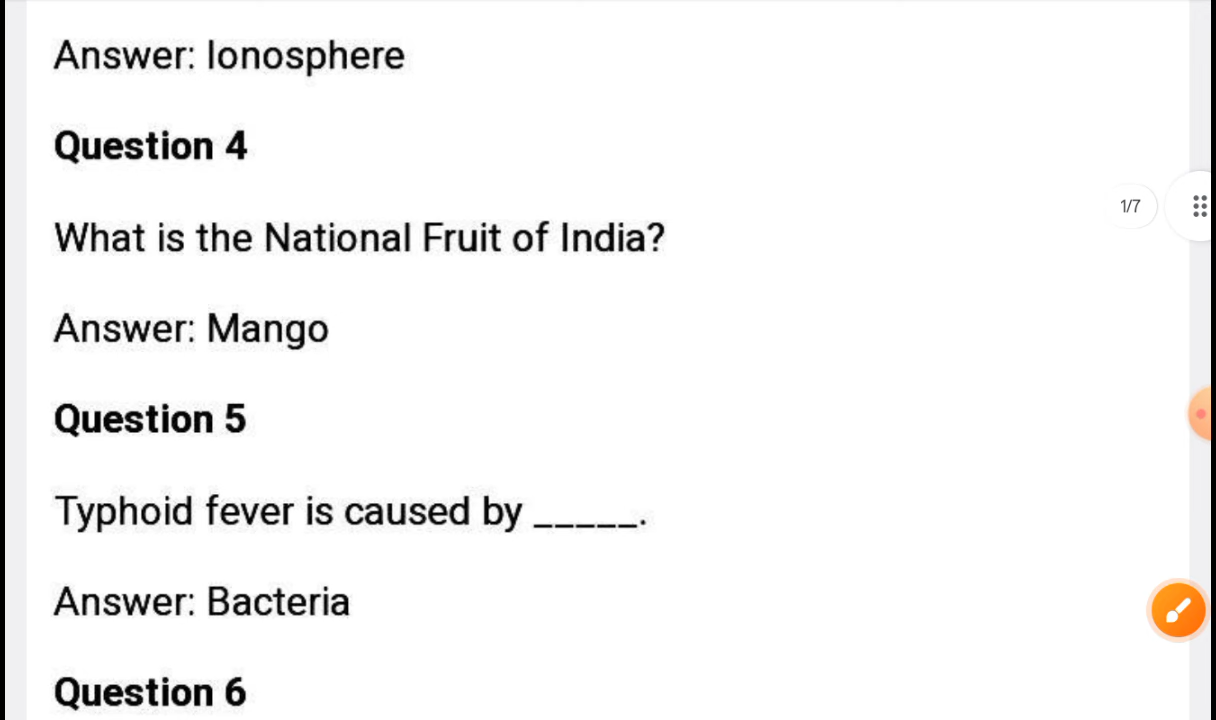 Answer: Ionosphere
Question 4
1/7
What is the National Fruit of India?
Answer: Mango
Question 5
Typhoid fever is caused by _____.
Answer: Bacteria
Question 6